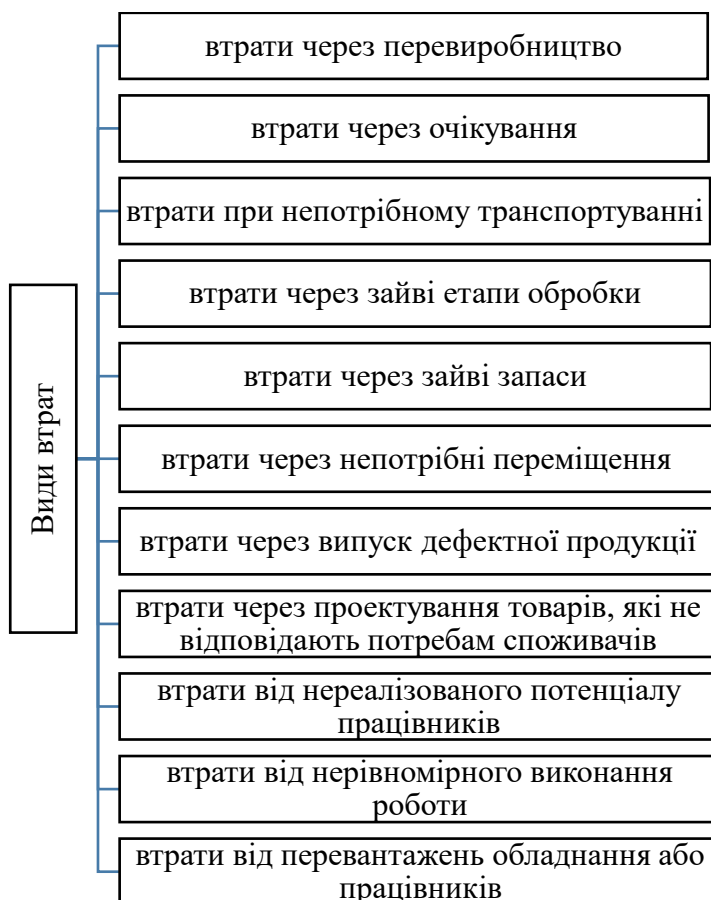 Види втрат
втрати через перевиробництво
втрати через очікування
втрати при непотрібному транспортуванні
втрати через зайві етапи обробки
втрати через зайві запаси
втрати через непотрібні переміщення
втрати через випуск дефектної продукції
втрати через проектування товарів, які не
відповідають потребам споживачів
втрати від нереалізованого потенціалу
працівників
втрати від нерівномірного виконання
роботи
втрати від перевантажень обладнання або
працівників